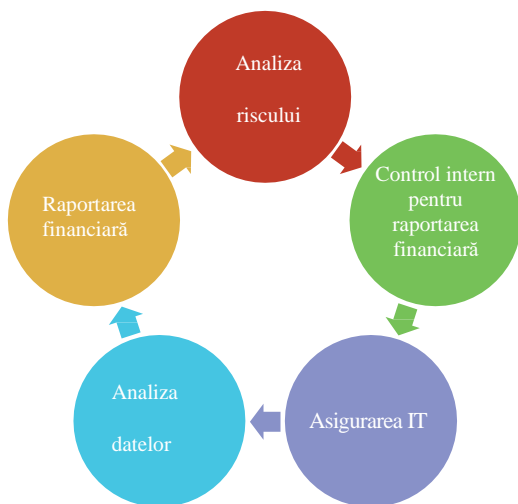 Analiza
riscului
Control intern
pentru
raportarea
financiară
Asigurarea IT
Analiza
datelor
Raportarea
financiară